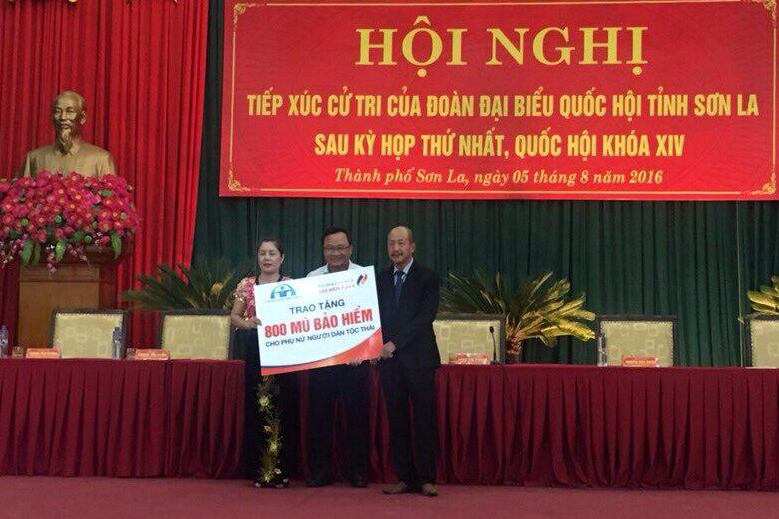 HỘI NGHỊ
TIẾP XÚC CỬ TRI CỦA ĐOÀN ĐẠI BIỂU QUỐC HỘI TỈNH SƠN LA
SAU KỲ HỌP THỨ NHẤT, QUỐC HỘI KHÓA XIV
Thành phố Sơn La, ngày 05 tháng 8 năm 2016
TRAO TẶNG
800 MŨ BẢO HIỂM
CHO PHỤ NỮ NGƯỜI DÂN TỘC THÁI